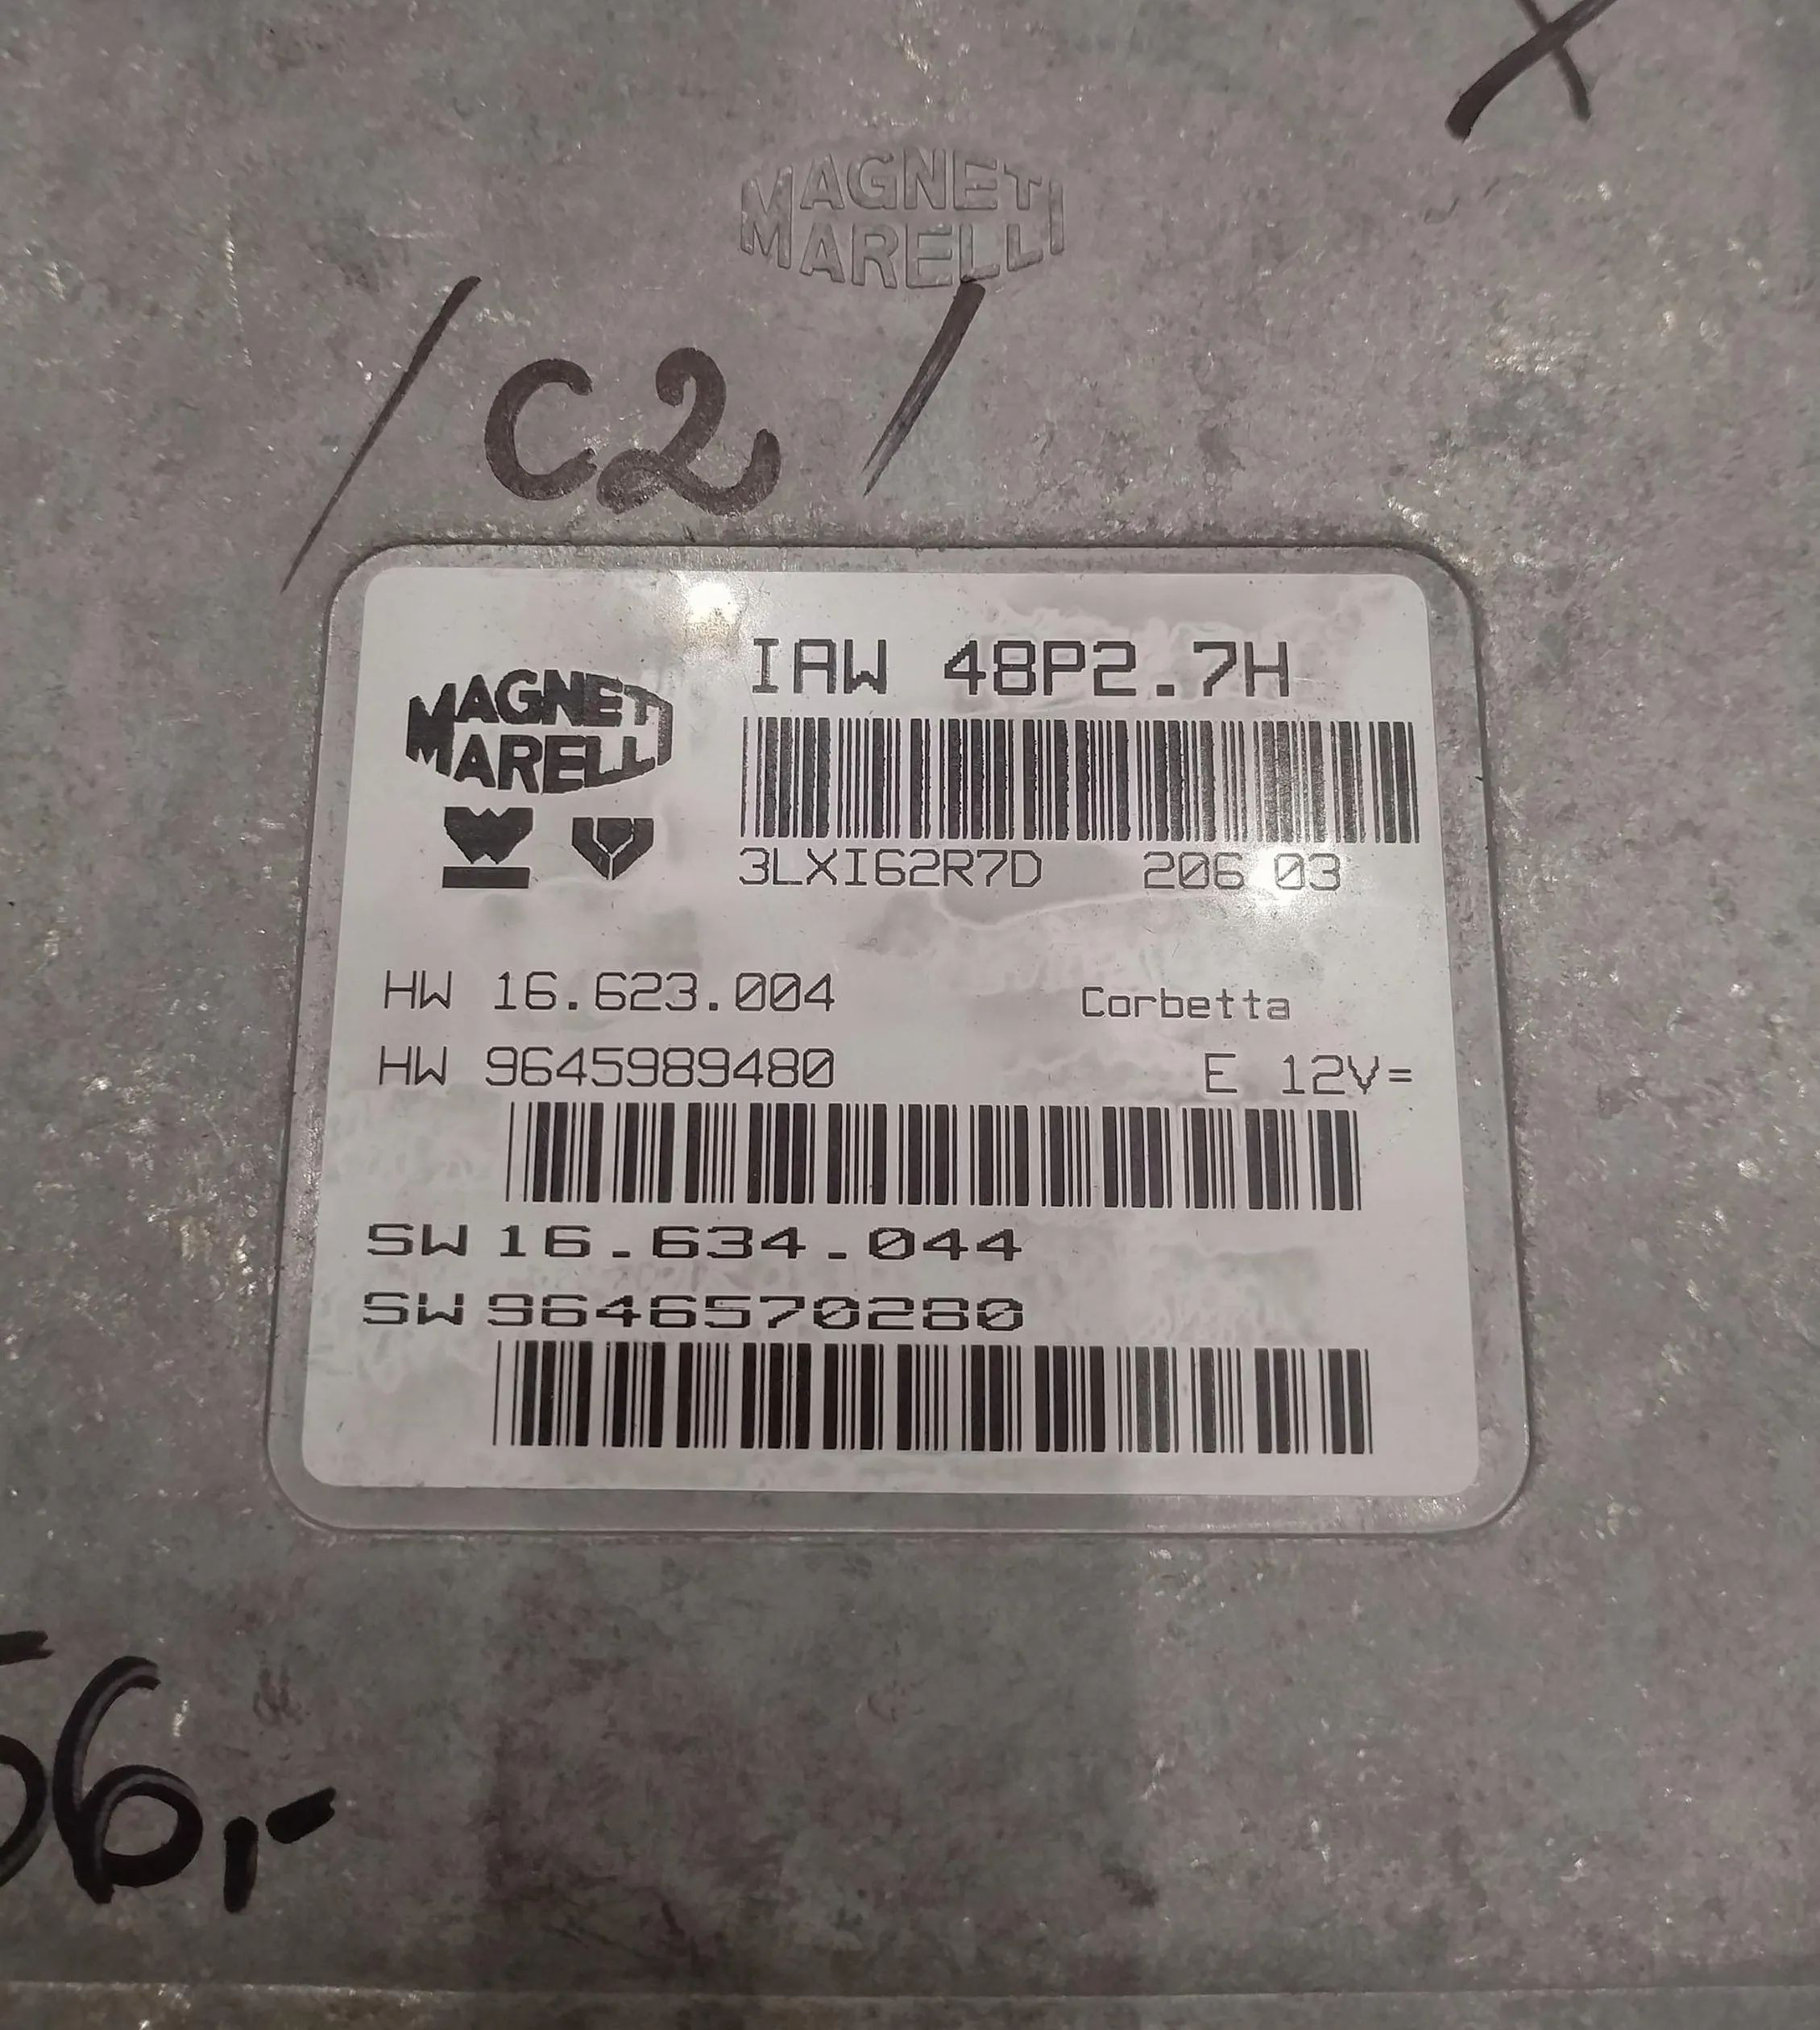 MAGNETI
MARELLI
/ C2 /
MAGNETI
MARELLI
IAW 48P2.7H
3LXI62R7D 206 03
HW 16.623.004
Corbetta
HW 9645989480
E 12V=
SW 16.634.044
SW 9646570280
56,-